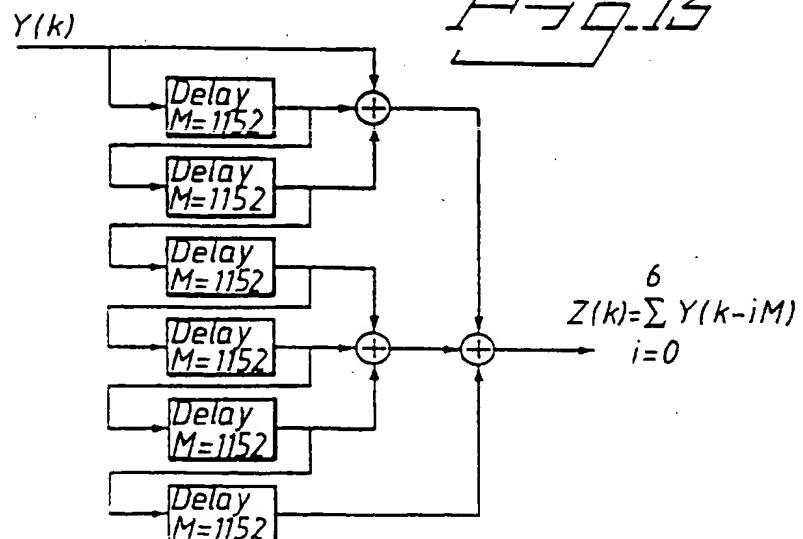 Y(k)
Fig.13
Delay
M=1152
+
Delay
M=1152
Delay
M=1152
6
Z(k)=Σ Y(k-iM)
i=0
Delay
M=1152
+
+
Delay
M=1152
Delay
M=1152